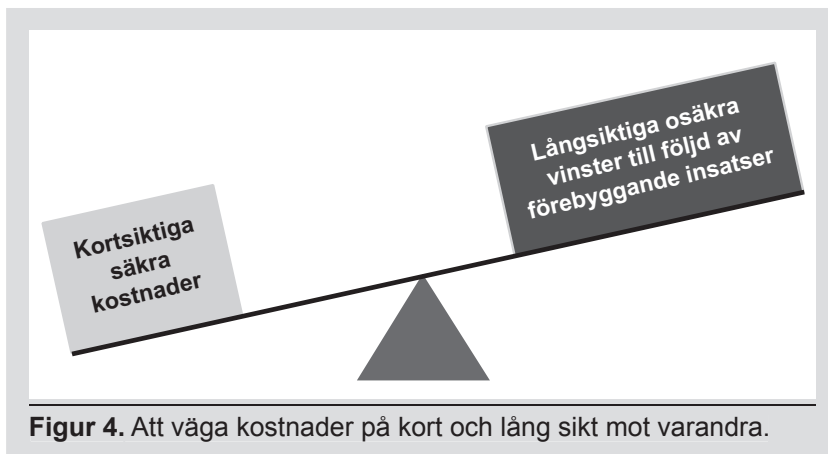 Kortsiktiga
säkra
kostnader
Långsiktiga osäkra
vinster till följd av
förebyggande insatser
Figur 4. Att väga kostnader på kort och lång sikt mot varandra.